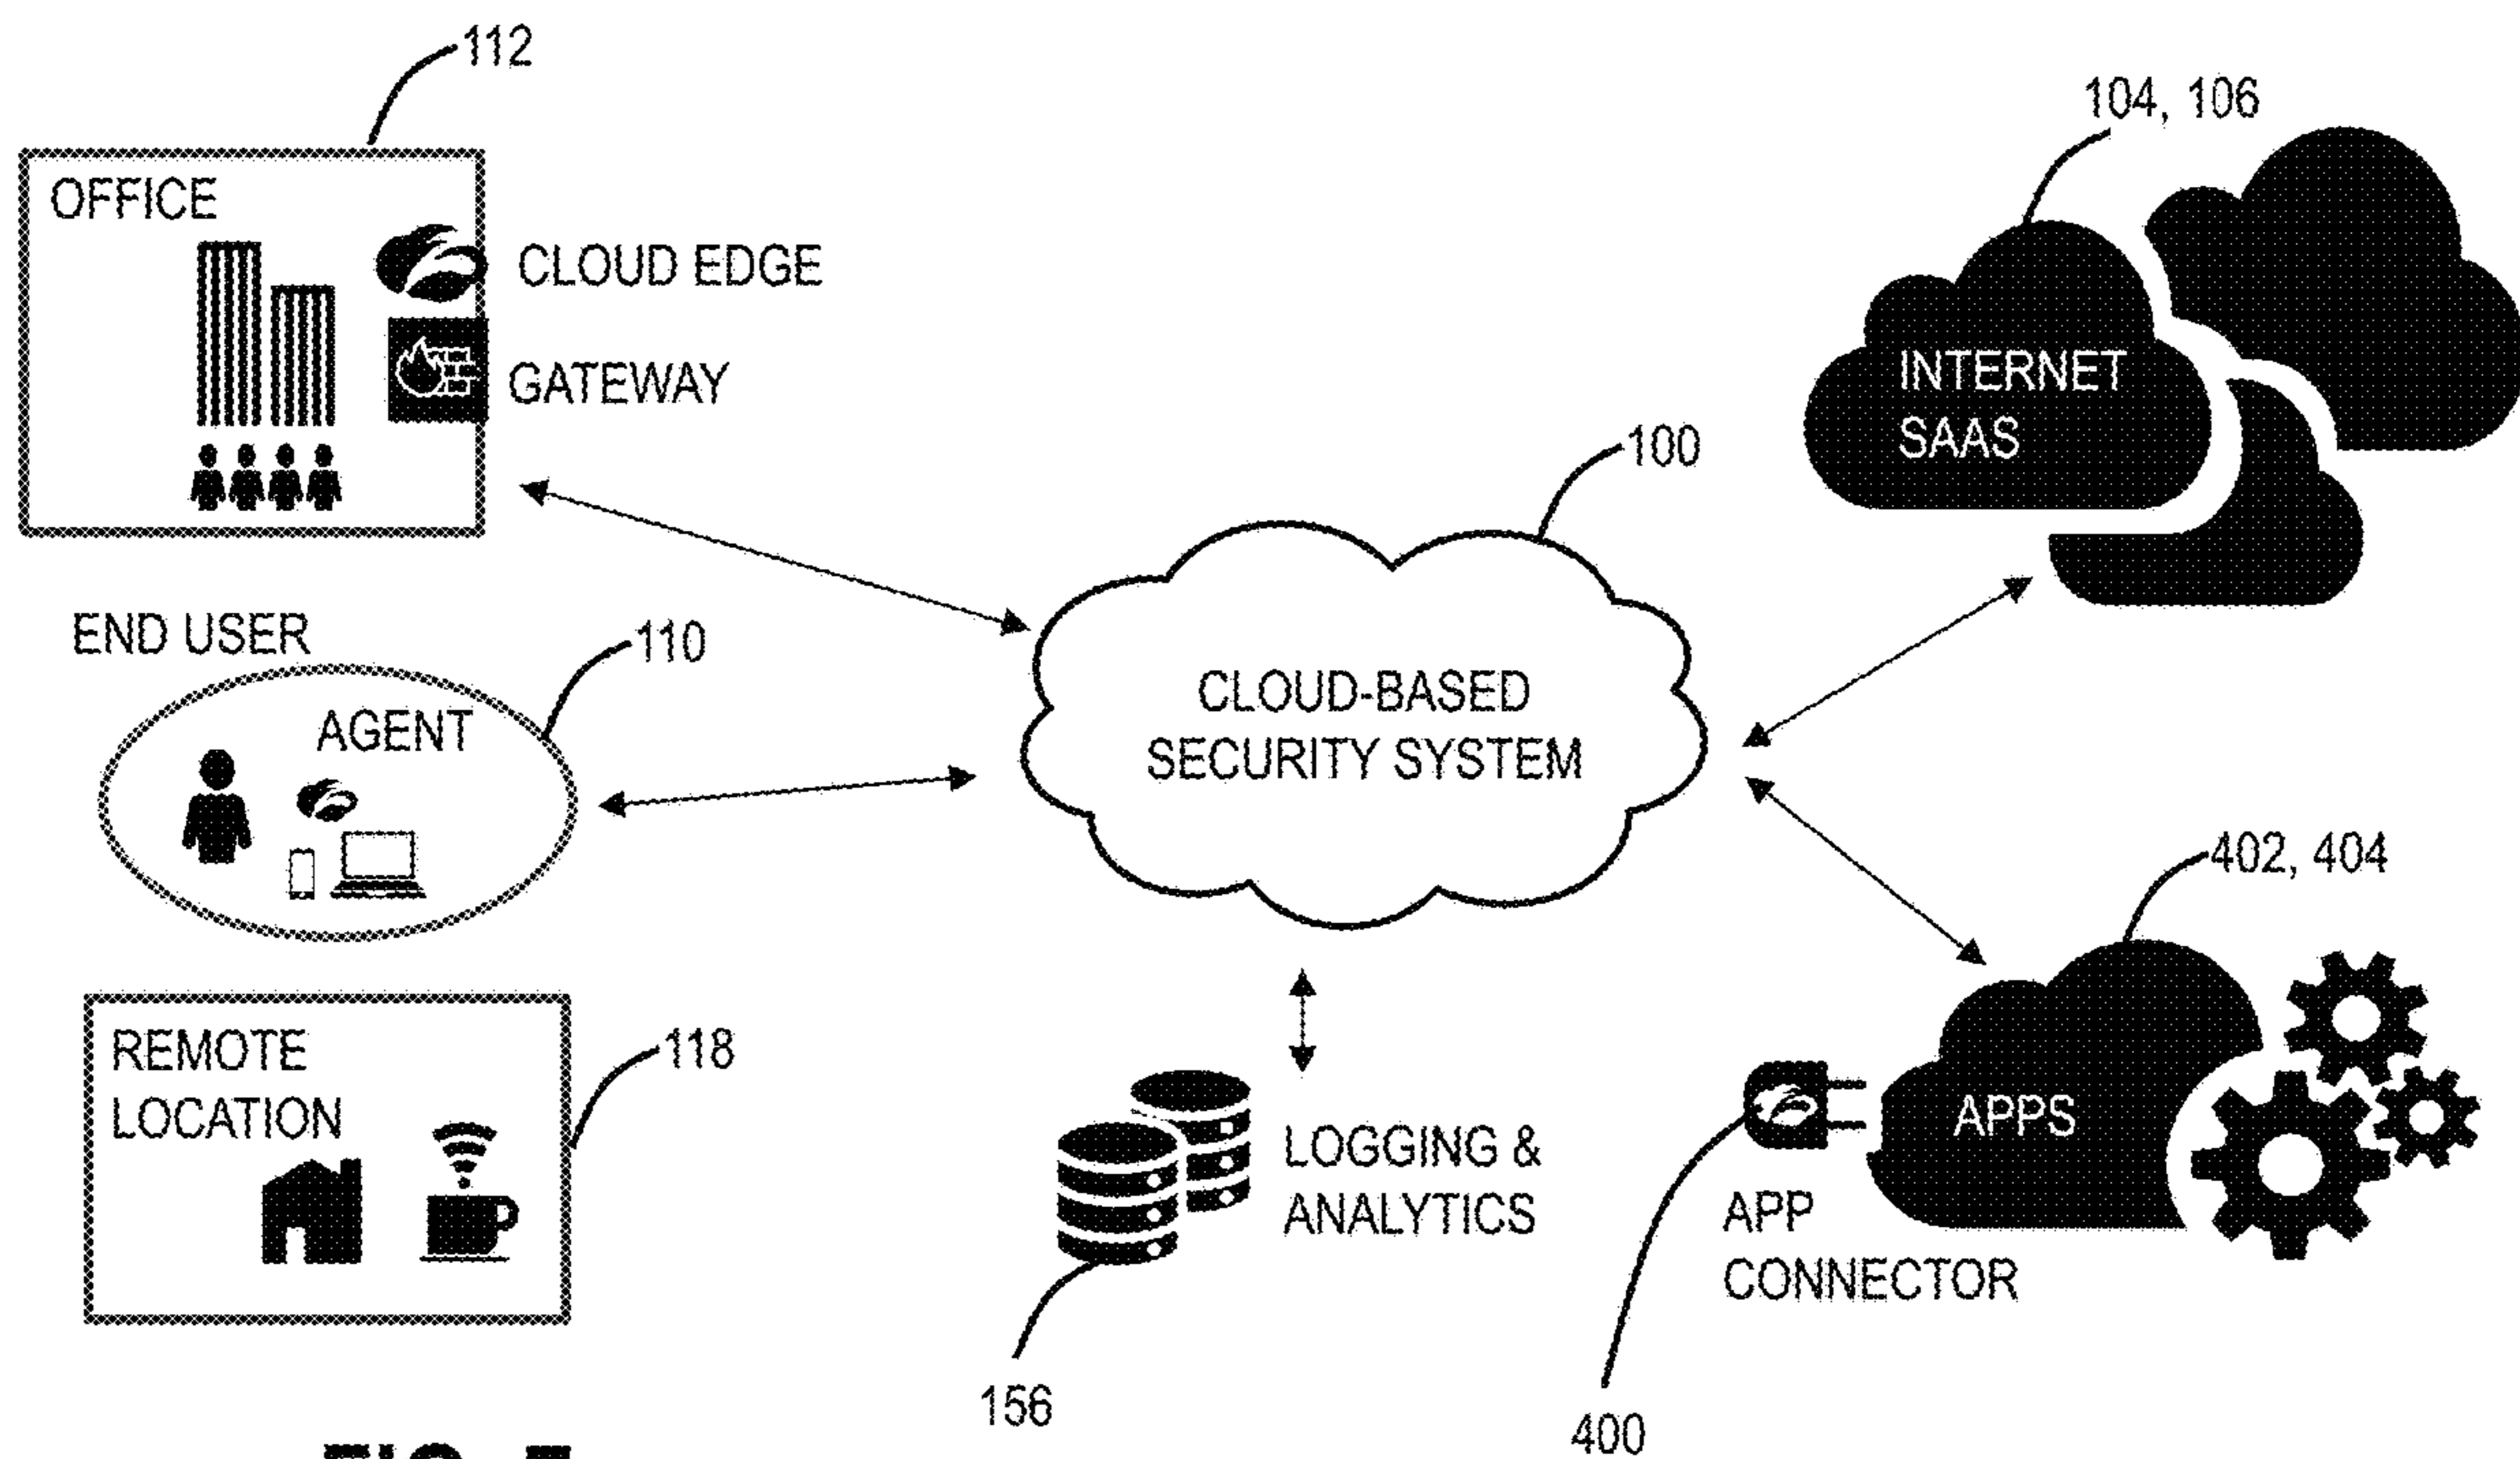 112
OFFICE
CLOUD EDGE
GATEWAY
104, 106
INTERNET
SAAS
100
CLOUD-BASED
SECURITY SYSTEM
END USER
110
AGENT
REMOTE
LOCATION
118
LOGGING &
ANALYTICS
156
402, 404
APPS
APP
CONNECTOR
400